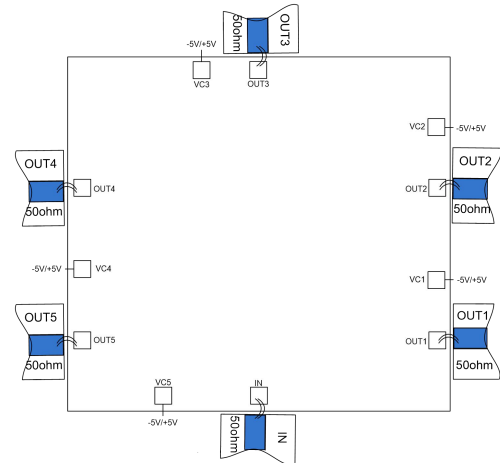 OUT3
50ohm
-5V/+5V
VC3
OUT3
VC2
-5V/+5V
OUT4
50ohm
OUT4
OUT2
OUT2
50ohm
-5V/+5V
VC4
VC1
-5V/+5V
OUT5
50ohm
OUT5
OUT1
OUT1
50ohm
VC5
-5V/+5V
IN
50ohm
IN